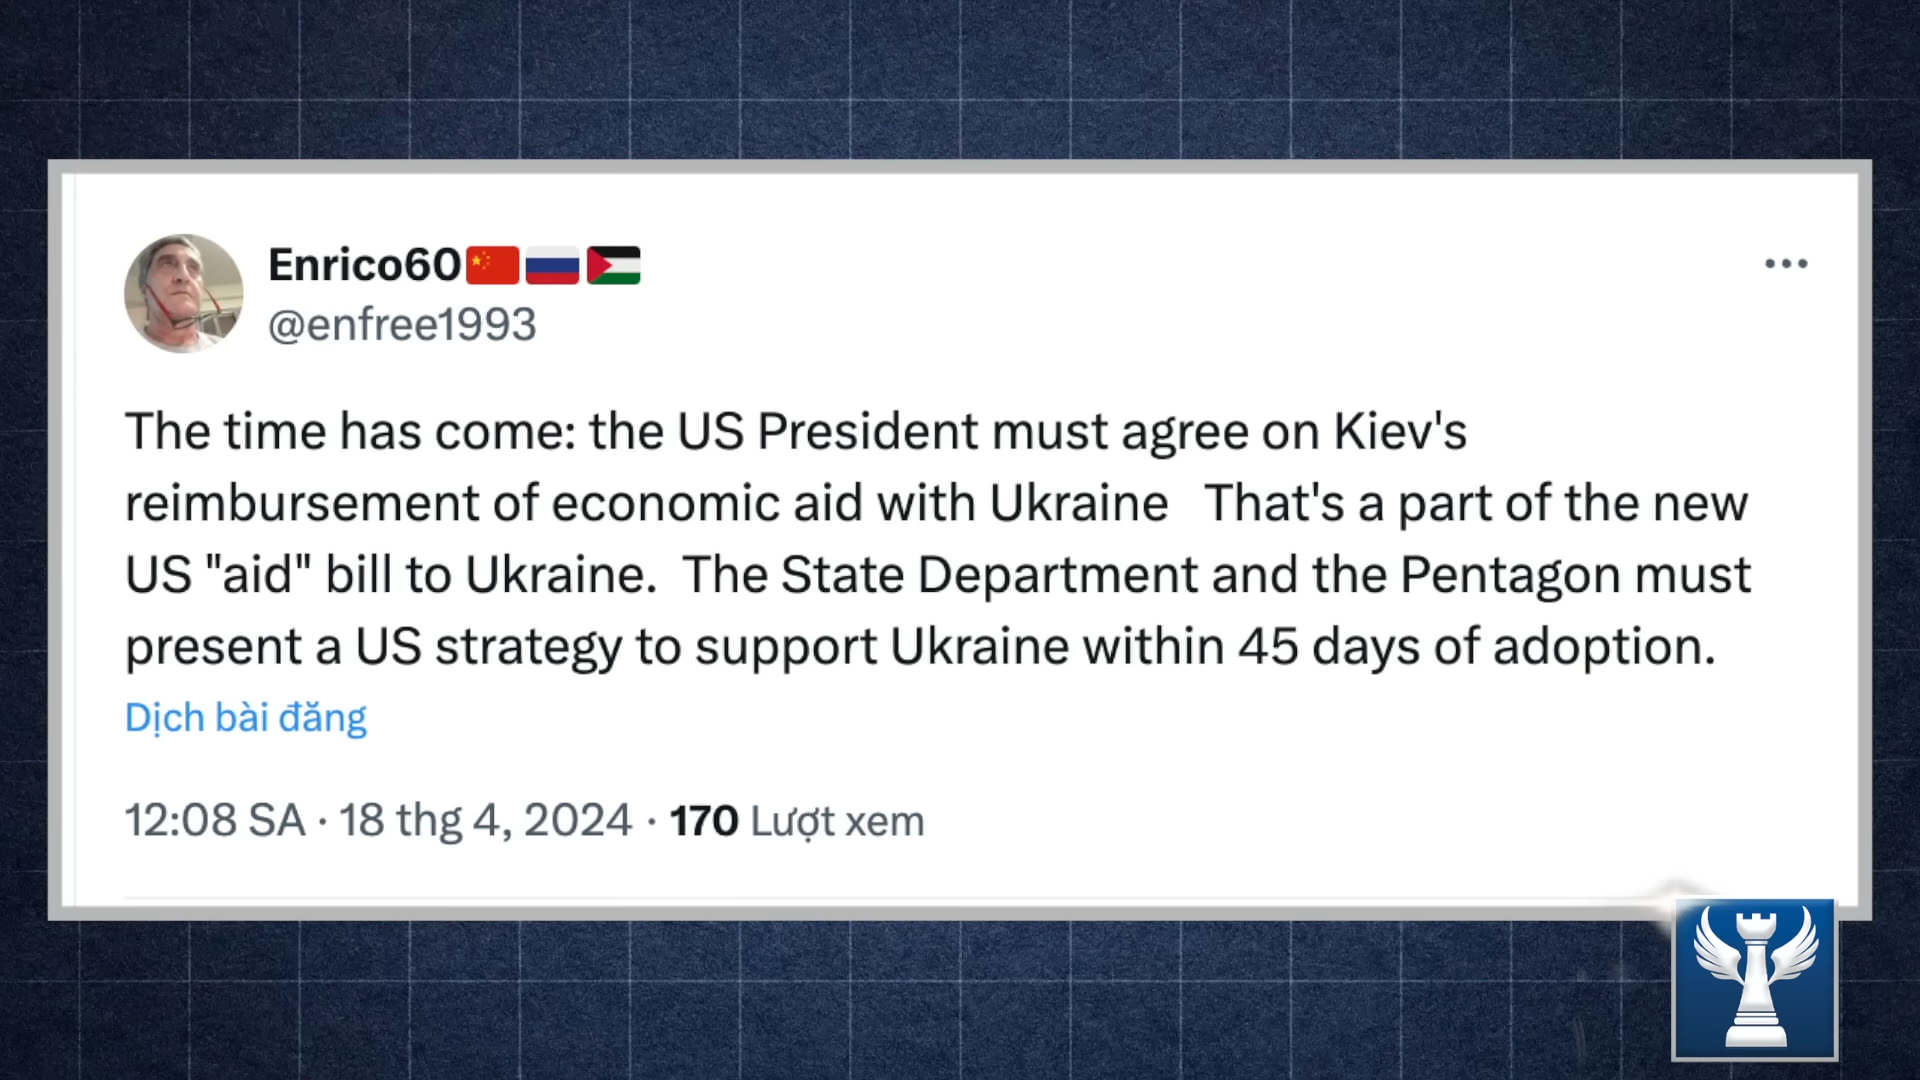 Enrico60🇨🇳🇷🇺🇵🇸
@enfree1993
The time has come: the US President must agree on Kiev's
reimbursement of economic aid with Ukraine   That's a part of the new
US "aid" bill to Ukraine.  The State Department and the Pentagon must
present a US strategy to support Ukraine within 45 days of adoption.
Dịch bài đăng
12:08 SA · 18 thg 4, 2024 · 170 Lượt xem